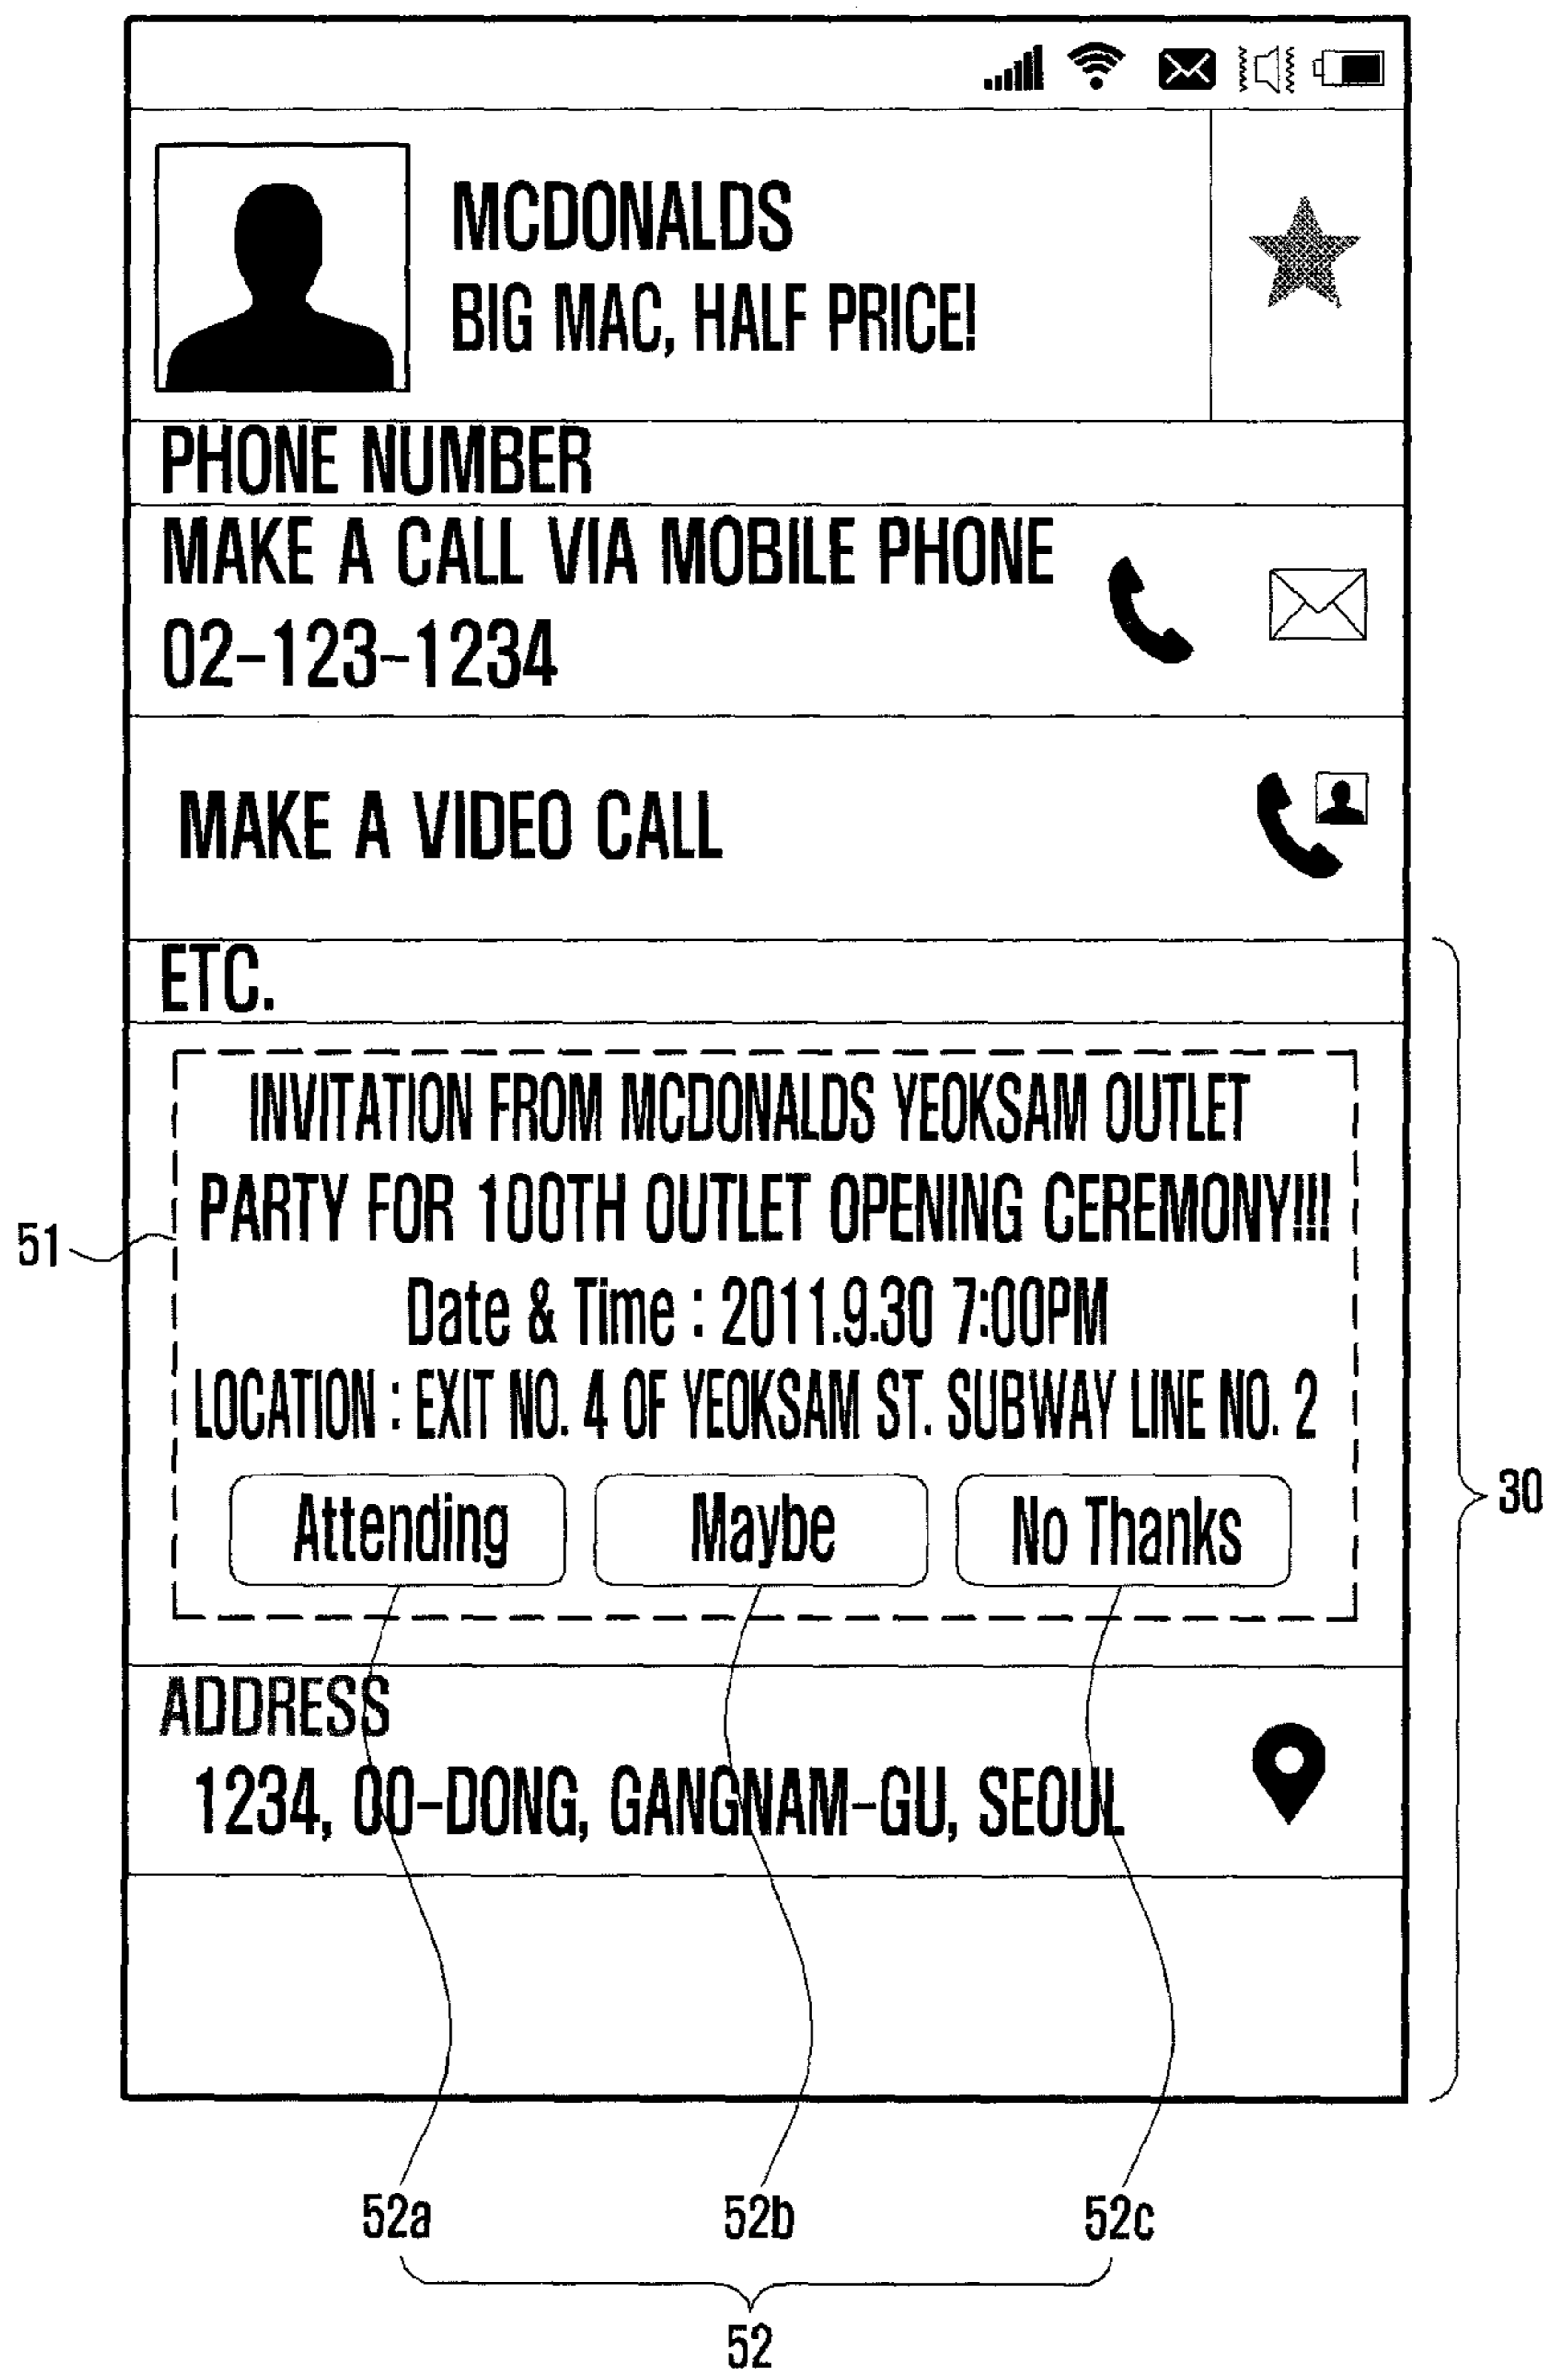 MCDONALDS
BIG MAC, HALF PRICE!
PHONE NUMBER
MAKE A CALL VIA MOBILE PHONE
02-123-1234
MAKE A VIDEO CALL
ETC.
INVITATION FROM MCDONALDS YEOKSAM OUTLET
PARTY FOR 100TH OUTLET OPENING CEREMONY!!!
51
Date & Time : 2011.9.30 7:00PM
LOCATION : EXIT NO. 4 OF YEOKSAM ST. SUBWAY LINE NO. 2
Attending Maybe No Thanks
30
ADDRESS
1234, OO-DONG, GANGNAM-GU, SEOUL
52a 52b 52c
52